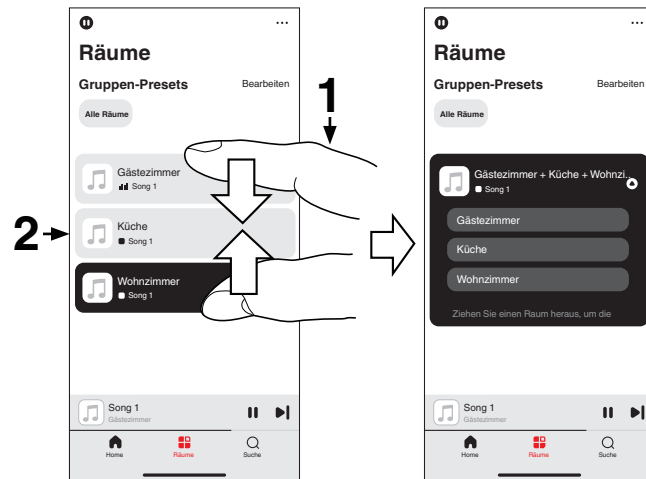 ...
Räume
Gruppen-Presets Bearbeiten
Alle Räume
1
Gästezimmer
Song 1
2
Küche
Song 1
Wohnzimmer
Song 1
Song 1
Gästezimmer
Home Räume Suche
...
Räume
Gruppen-Presets Bearbeiten
Alle Räume
Gästezimmer + Küche + Wohnzi..
Song 1
Gästezimmer
Küche
Wohnzimmer
Ziehen Sie einen Raum heraus, um die
Song 1
Gästezimmer
Home Räume Suche